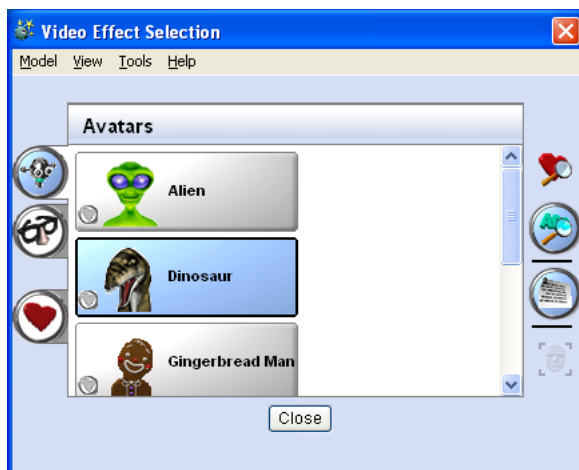 Video Effect Selection
Model View Tools Help
Avatars
Alien
Dinosaur
Gingerbread Man
Close